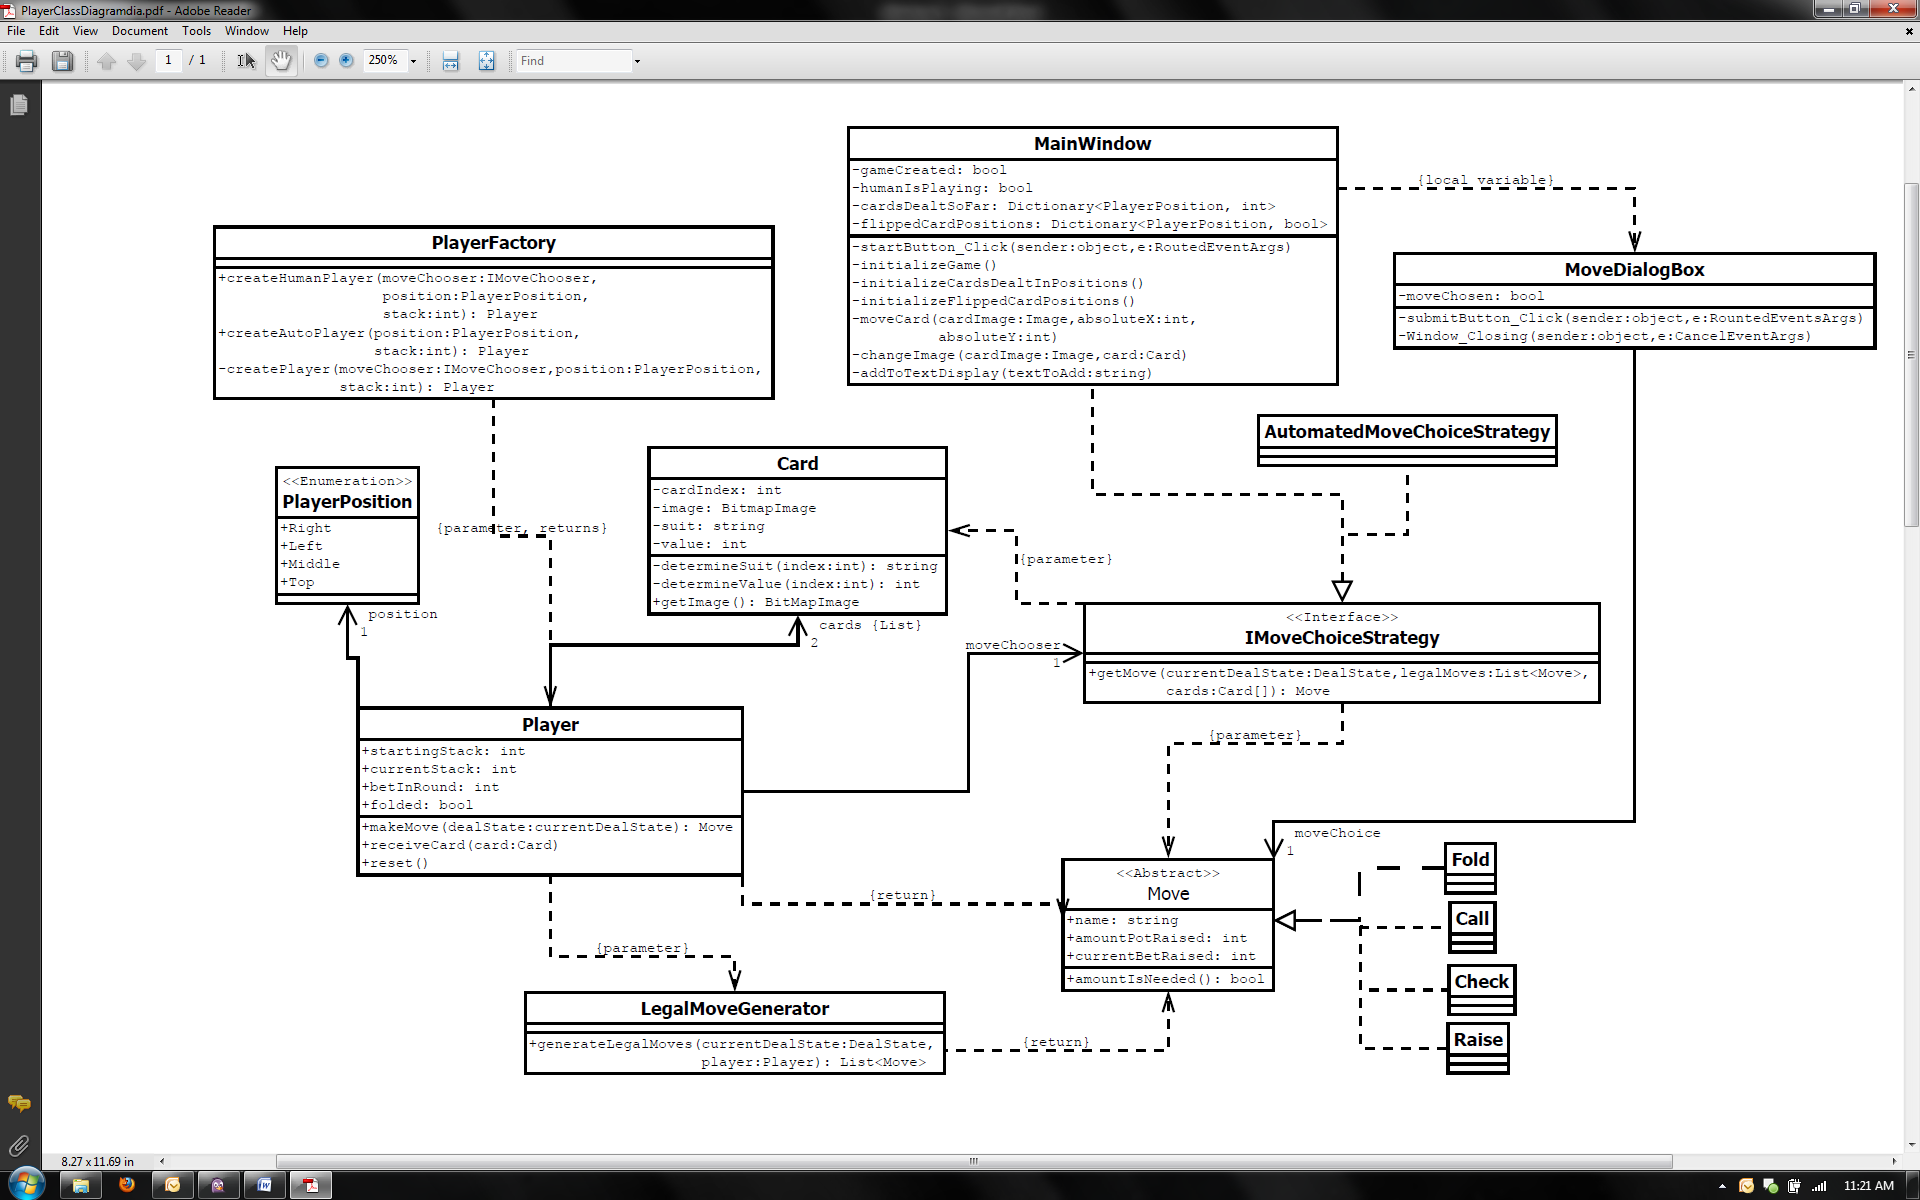 PlayerClassDiagramdia.pdf - Adobe Reader
File Edit View Document Tools Window Help
1 / 1 250% Find
MainWindow
-gameCreated: bool
-humanIsPlaying: bool
-cardsDealtSoFar: Dictionary<PlayerPosition, int>
-flippedCardPositions: Dictionary<PlayerPosition, bool>
-startButton_Click(sender:object,e:RoutedEventArgs)
-initializeGame()
-initializeCardsDealtInPositions()
-initializeFlippedCardPositions()
-moveCard(cardImage:Image,absoluteX:int,
absoluteY:int)
-changeImage(cardImage:Image,card:Card)
-addToTextDisplay(textToAdd:string)
{local variable}
MoveDialogBox
-moveChosen: bool
-submitButton_Click(sender:object,e:RountedEventsArgs)
-Window_Closing(sender:object,e:CancelEventArgs)
PlayerFactory
+createHumanPlayer(moveChooser:IMoveChooser,
position:PlayerPosition,
stack:int): Player
+createAutoPlayer(position:PlayerPosition,
stack:int): Player
-createPlayer(moveChooser:IMoveChooser,position:PlayerPosition,
stack:int): Player
AutomatedMoveChoiceStrategy
<<Enumeration>>
PlayerPosition
+Right
+Left
+Middle
+Top
{parameter, returns}
Card
-cardIndex: int
-image: BitmapImage
-suit: string
-value: int
-determineSuit(index:int): string
-determineValue(index:int): int
+getImage(): BitMapImage
{parameter}
position
1
cards {List}
2
<<Interface>>
IMoveChoiceStrategy
+getMove(currentDealState:DealState,legalMoves:List<Move>,
cards:Card[]): Move
moveChooser
1
Player
+startingStack: int
+currentStack: int
+betInRound: int
+folded: bool
+makeMove(dealState:currentDealState): Move
+receiveCard(card:Card)
+reset()
{parameter}
moveChoice
1
<<Abstract>>
Move
+name: string
+amountPotRaised: int
+currentBetRaised: int
+amountIsNeeded(): bool
Fold
Call
Check
Raise
{return}
{parameter}
LegalMoveGenerator
+generateLegalMoves(currentDealState:DealState,
player:Player): List<Move>
{return}
8.27 x 11.69 in
11:21 AM